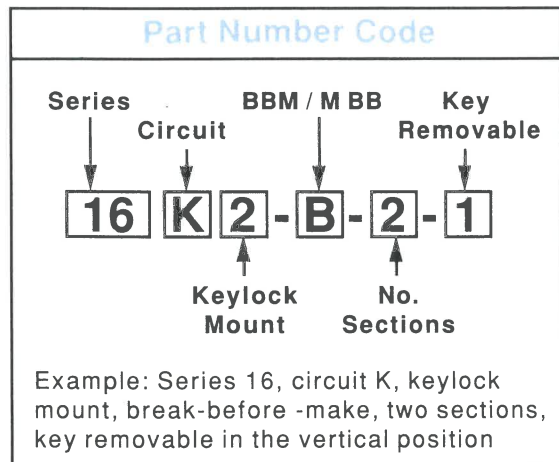 Part Number Code
Series BBM / M BB Key
Circuit Removable
16 K 2 - B - 2 - 1
Keylock No.
Mount Sections
Example: Series 16, circuit K, keylock
mount, break-before -make, two sections,
key removable in the vertical position